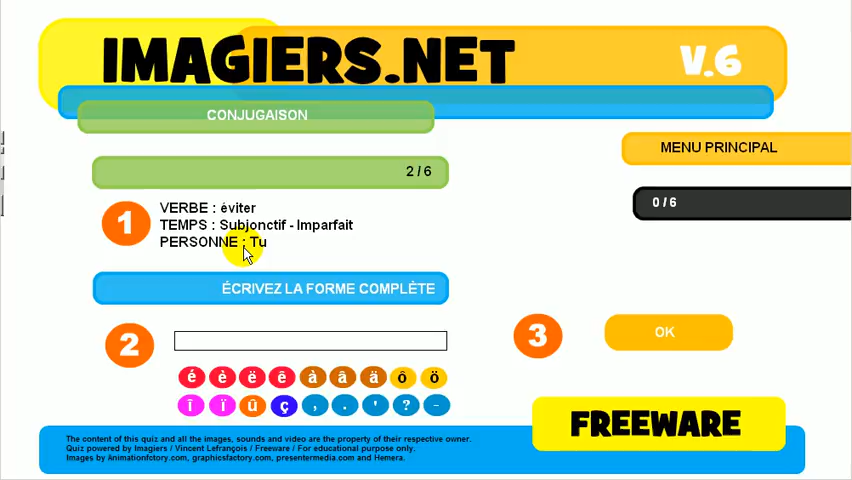 IMAGIERS.NET
V.6
CONJUGAISON
MENU PRINCIPAL
2 / 6
0 / 6
1
VERBE : éviter
TEMPS : Subjonctif - Imparfait
PERSONNE : Tu
ÉCRIVEZ LA FORME COMPLÈTE
2
3
OK
é è ë ê à â ä ô ö
î ï û ç , . ' ? -
FREEWARE
The content of this quiz and all the images, sounds and video are the property of their respective owner.
Quiz powered by Imagiers / Vincent Lefrançois / Freeware / For educational purpose only.
Images by Animationfctory.com, graphicsfactory.com, presentermedia.com and Hemera.